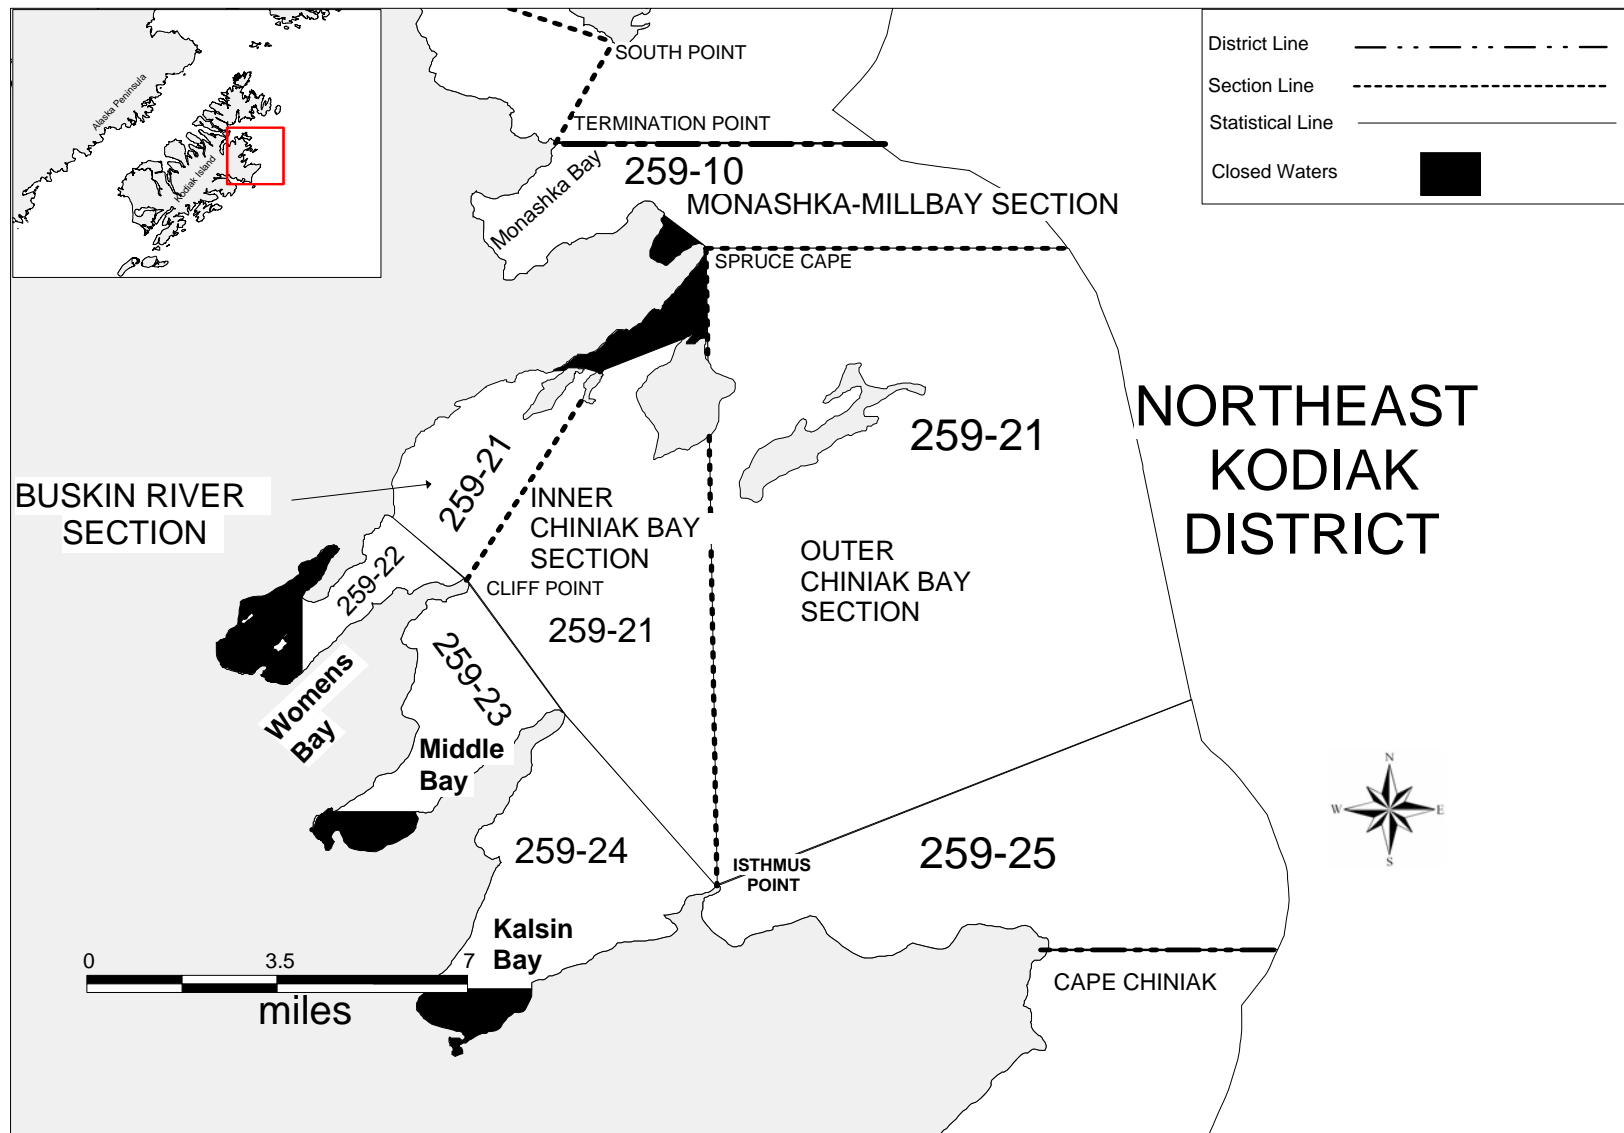 Alaska Peninsula
Kodiak Island
SOUTH POINT
TERMINATION POINT
District Line
Section Line
Statistical Line
Closed Waters
Monashka Bay
259-10
MONASHKA-MILLBAY SECTION
SPRUCE CAPE
NORTHEAST
KODIAK
DISTRICT
259-21
259-21
BUSKIN RIVER
SECTION
INNER
CHINIAK BAY
SECTION
OUTER
CHINIAK BAY
SECTION
259-22
CLIFF POINT
259-21
259-23
Womens
Bay
Middle
Bay
N
W
E
S
259-24
ISTHMUS
POINT
259-25
Kalsin
Bay
0 3.5 7
miles
CAPE CHINIAK